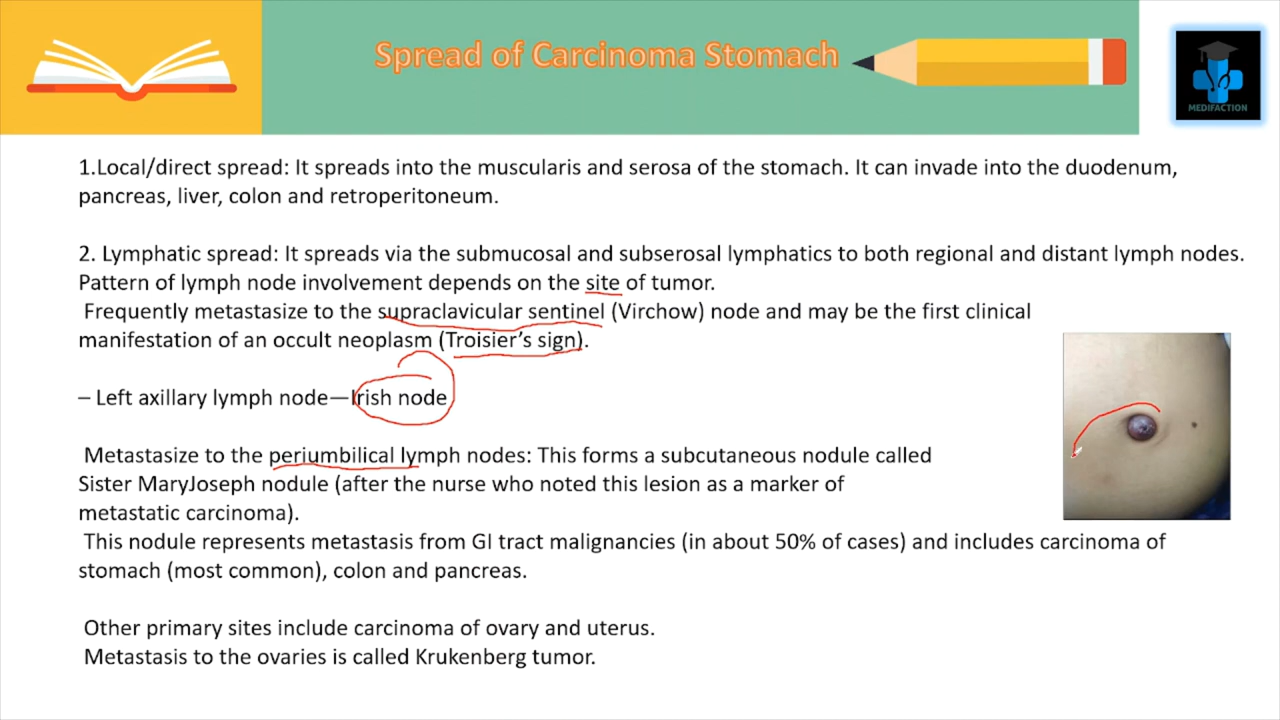 Spread of Carcinoma Stomach
MEDIFACTION
1.Local/direct spread: It spreads into the muscularis and serosa of the stomach. It can invade into the duodenum,
pancreas, liver, colon and retroperitoneum.
2. Lymphatic spread: It spreads via the submucosal and subserosal lymphatics to both regional and distant lymph nodes.
Pattern of lymph node involvement depends on the site of tumor.
Frequently metastasize to the supraclavicular sentinel (Virchow) node and may be the first clinical
manifestation of an occult neoplasm (Troisier’s sign).
– Left axillary lymph node—Irish node
Metastasize to the periumbilical lymph nodes: This forms a subcutaneous nodule called
Sister MaryJoseph nodule (after the nurse who noted this lesion as a marker of
metastatic carcinoma).
This nodule represents metastasis from GI tract malignancies (in about 50% of cases) and includes carcinoma of
stomach (most common), colon and pancreas.
Other primary sites include carcinoma of ovary and uterus.
Metastasis to the ovaries is called Krukenberg tumor.